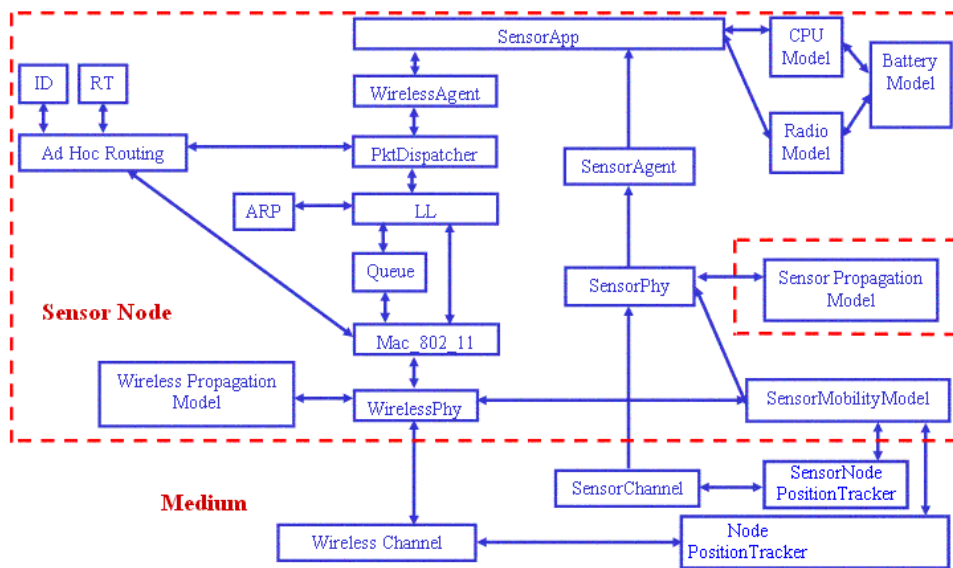 SensorApp
CPU
Model
Battery
Model
ID
RT
WirelessAgent
Radio
Model
Ad Hoc Routing
PktDispatcher
SensorAgent
ARP
LL
Queue
SensorPhy
Sensor Propagation
Model
Sensor Node
Mac_802_11
Wireless Propagation
Model
WirelessPhy
SensorMobilityModel
SensorChannel
SensorNode
PositionTracker
Medium
Wireless Channel
Node
PositionTracker